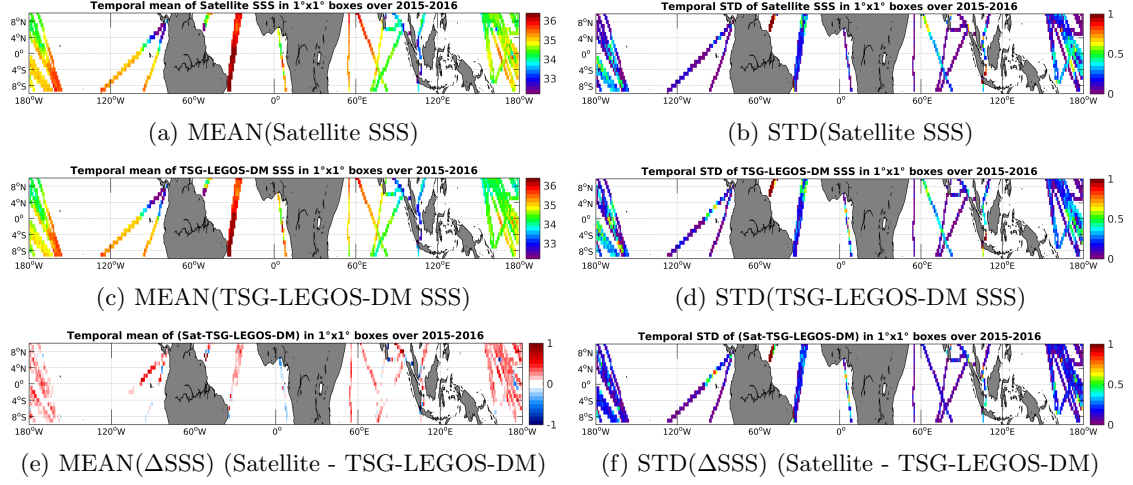 Temporal mean of Satellite SSS in 1°x1° boxes over 2015-2016
8°N
4°N
0°
4°S
8°S
180°W 120°W 60°W 0° 60°E 120°E 180°W
36
35
34
33
(a) MEAN(Satellite SSS)
Temporal STD of Satellite SSS in 1°x1° boxes over 2015-2016
8°N
4°N
0°
4°S
8°S
180°W 120°W 60°W 0° 60°E 120°E 180°W
1
0.5
0
(b) STD(Satellite SSS)
Temporal mean of TSG-LEGOS-DM SSS in 1°x1° boxes over 2015-2016
8°N
4°N
0°
4°S
8°S
180°W 120°W 60°W 0° 60°E 120°E 180°W
36
35
34
33
(c) MEAN(TSG-LEGOS-DM SSS)
Temporal STD of TSG-LEGOS-DM SSS in 1°x1° boxes over 2015-2016
8°N
4°N
0°
4°S
8°S
180°W 120°W 60°W 0° 60°E 120°E 180°W
1
0.5
0
(d) STD(TSG-LEGOS-DM SSS)
Temporal mean of (Sat-TSG-LEGOS-DM) in 1°x1° boxes over 2015-2016
8°N
4°N
0°
4°S
8°S
180°W 120°W 60°W 0° 60°E 120°E 180°W
1
0
-1
(e) MEAN(ΔSSS) (Satellite - TSG-LEGOS-DM)
Temporal STD of (Sat-TSG-LEGOS-DM) in 1°x1° boxes over 2015-2016
8°N
4°N
0°
4°S
8°S
180°W 120°W 60°W 0° 60°E 120°E 180°W
1
0.5
0
(f) STD(ΔSSS) (Satellite - TSG-LEGOS-DM)